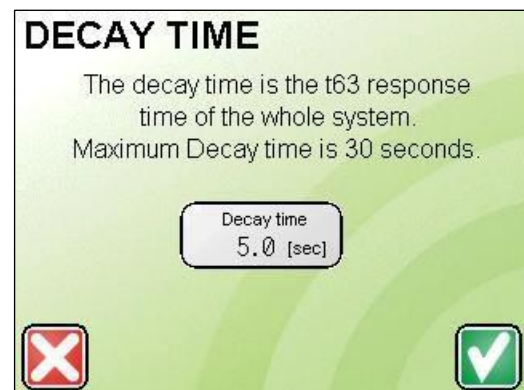 DECAY TIME
The decay time is the t63 response
time of the whole system.
Maximum Decay time is 30 seconds.
Decay time
5.0 [sec]